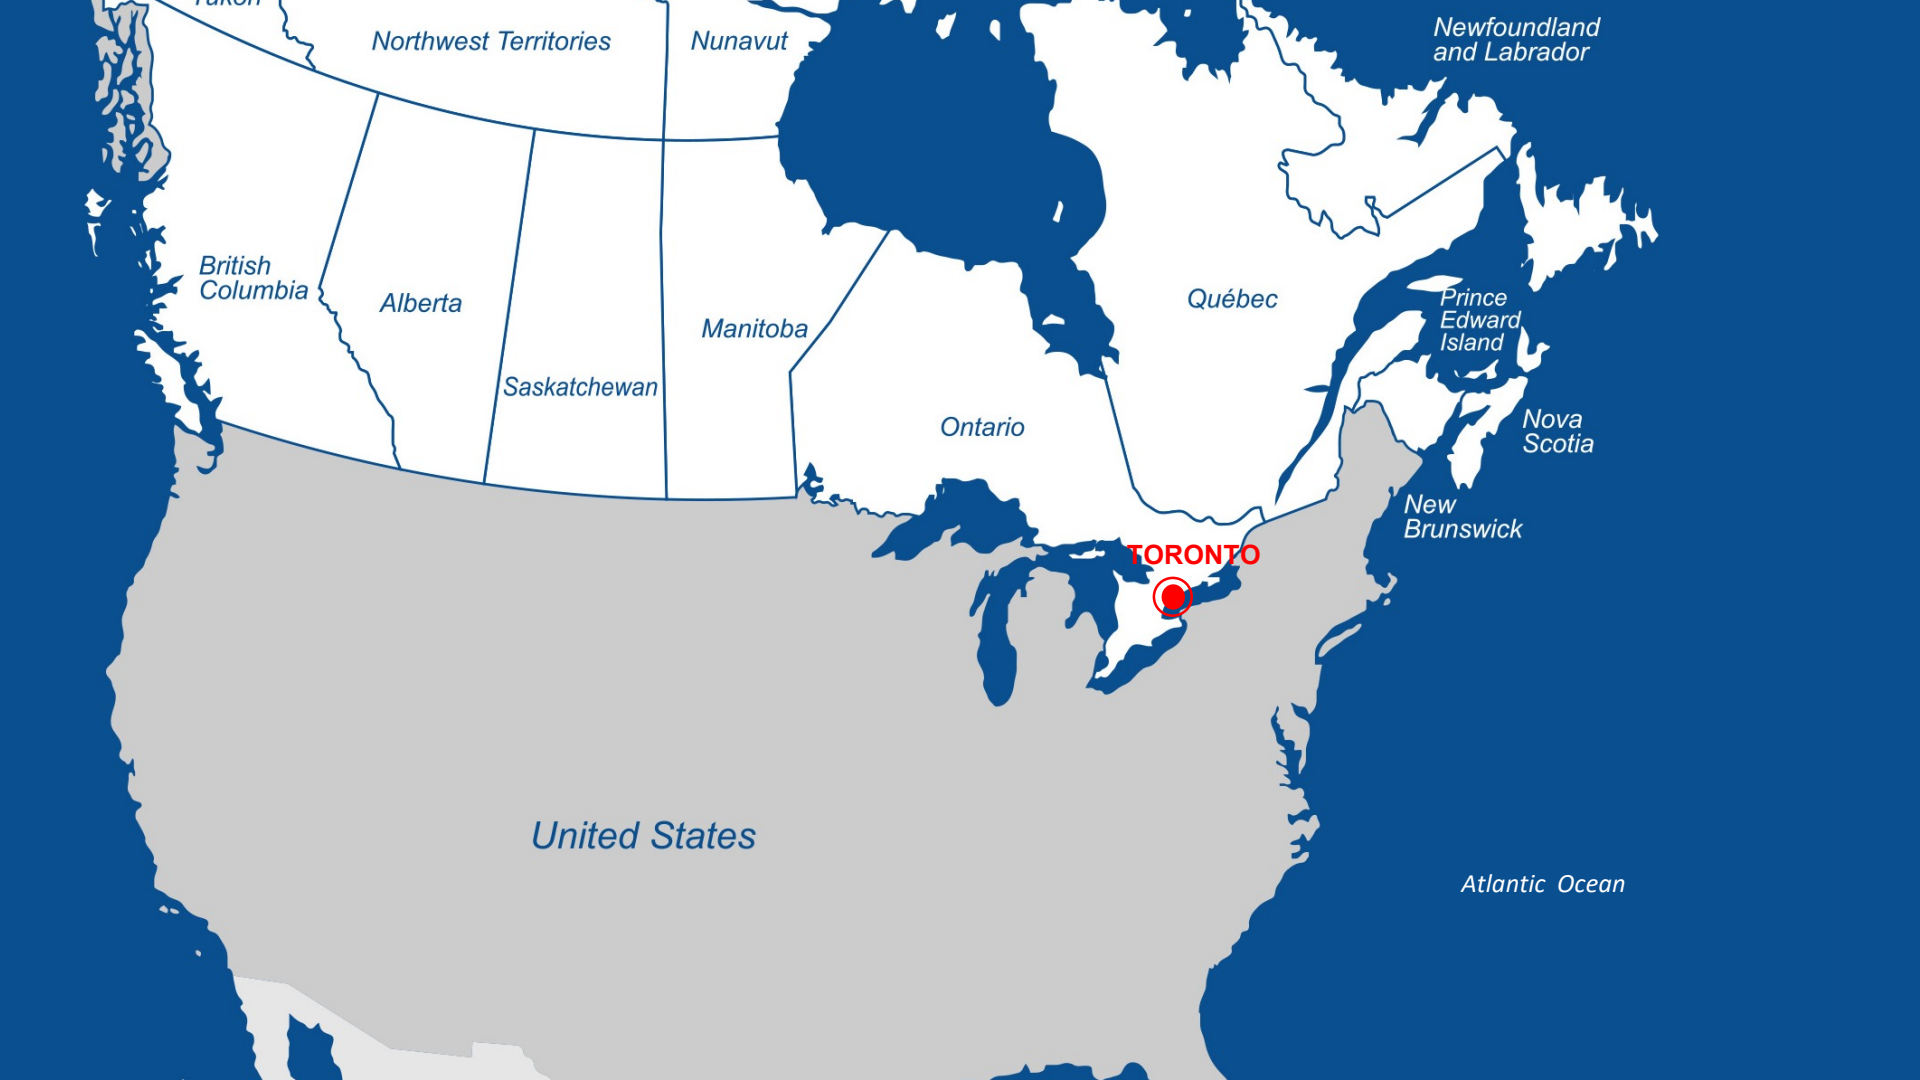 Yukon
Northwest Territories
Nunavut
Newfoundland
and Labrador
British
Columbia
Alberta
Saskatchewan
Manitoba
Ontario
Québec
Prince
Edward
Island
Nova
Scotia
New
Brunswick
TORONTO
United States
Atlantic Ocean